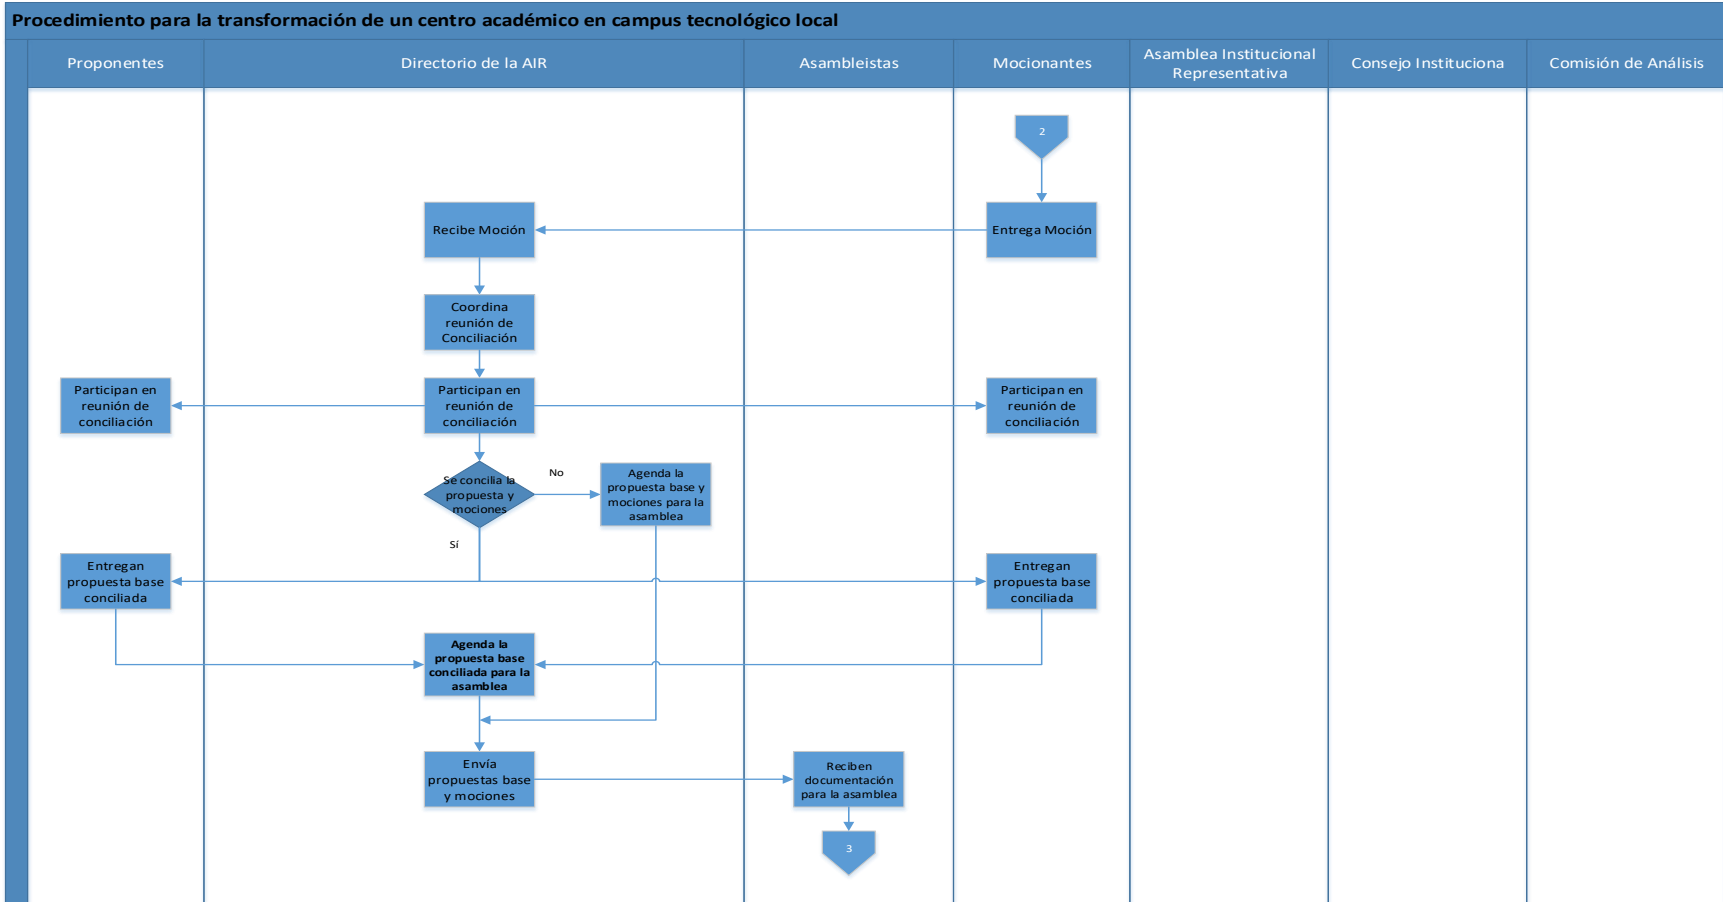 Procedimiento para la transformación de un centro académico en campus tecnológico local
Proponentes
Directorio de la AIR
Asambleistas
Mocionantes
Asamblea Institucional
Representativa
Consejo Instituciona
Comisión de Análisis
2
Recibe Moción
Entrega Moción
Coordina
reunión de
Conciliación
Participan en
reunión de
conciliación
Participan en
reunión de
conciliación
Participan en
reunión de
conciliación
Se concilia la
propuesta y
mociones
No
Agenda la
propuesta base y
mociones para la
asamblea
Sí
Entregan
propuesta base
conciliada
Entregan
propuesta base
conciliada
Agenda la
propuesta base
conciliada para la
asamblea
Envía
propuestas base
y mociones
Reciben
documentación
para la asamblea
3